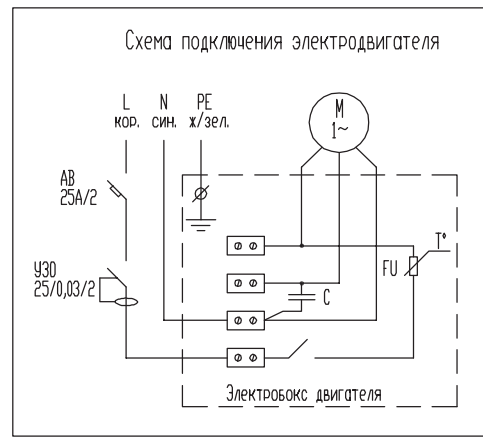 Схема подключения электродвигателя
L N PE
кор. син. ж/зел.
M
1~
АВ
25А/2
УЗО
25/0,03/2
T°
FU
C
Электробокс двигателя